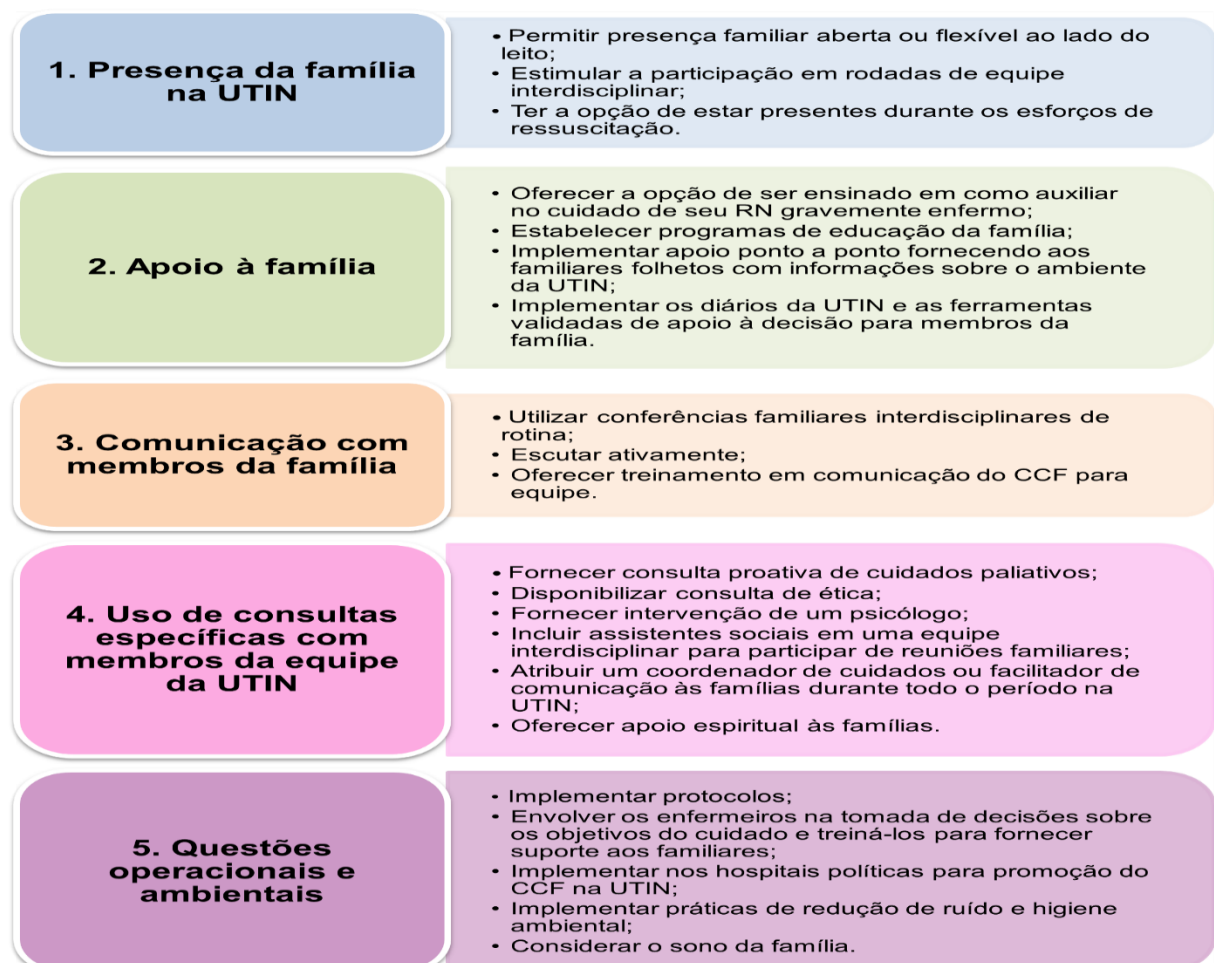 1. Presença da família
na UTIN
• Permitir presença familiar aberta ou flexível ao lado do
leito;
• Estimular a participação em rodadas de equipe
interdisciplinar;
• Ter a opção de estar presentes durante os esforços de
ressuscitação.
2. Apoio à família
• Oferecer a opção de ser ensinado em como auxiliar
no cuidado de seu RN gravemente enfermo;
• Estabelecer programas de educação da família;
• Implementar apoio ponto a ponto fornecendo aos
familiares folhetos com informações sobre o ambiente
da UTIN;
• Implementar os diários da UTIN e as ferramentas
validadas de apoio à decisão para membros da
família.
3. Comunicação com
membros da família
• Utilizar conferências familiares interdisciplinares de
rotina;
• Escutar ativamente;
• Oferecer treinamento em comunicação do CCF para
equipe.
4. Uso de consultas
específicas com
membros da equipe
da UTIN
• Fornecer consulta proativa de cuidados paliativos;
• Disponibilizar consulta de ética;
• Fornecer intervenção de um psicólogo;
• Incluir assistentes sociais em uma equipe
interdisciplinar para participar de reuniões familiares;
• Atribuir um coordenador de cuidados ou facilitador de
comunicação às famílias durante todo o período na
UTIN;
• Oferecer apoio espiritual às famílias.
5. Questões
operacionais e
ambientais
• Implementar protocolos;
• Envolver os enfermeiros na tomada de decisões sobre
os objetivos do cuidado e treiná-los para fornecer
suporte aos familiares;
• Implementar nos hospitais políticas para promoção do
CCF na UTIN;
• Implementar práticas de redução de ruído e higiene
ambiental;
• Considerar o sono da família.